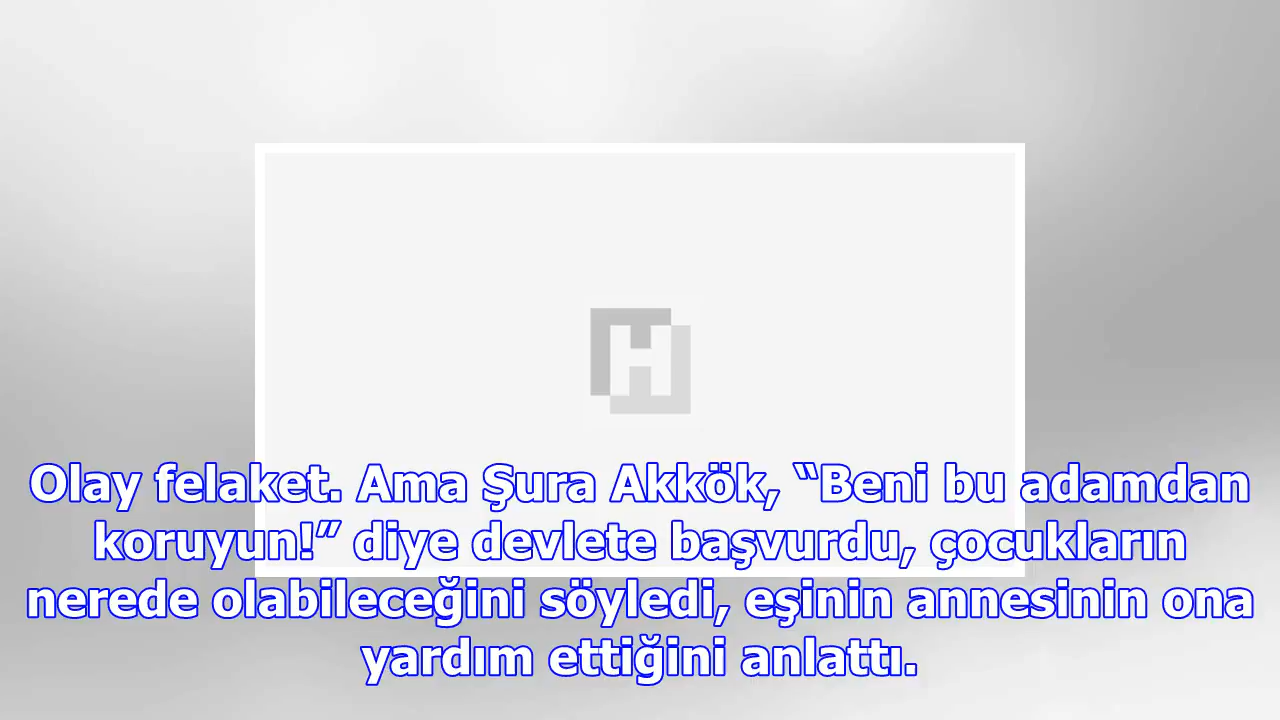 H
Olay felaket. Ama Şura Akkök, “Beni bu adamdan
koruyun!” diye devlete başvurdu, çocukların
nerede olabileceğini söyledi, eşinin annesinin ona
yardım ettiğini anlattı.